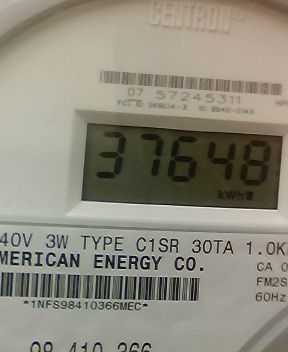 CENTRON®
07 57245311
37648
kWh
40V 3W TYPE C1SR 30TA 1.0K
MERICAN ENERGY CO.
CA 0
FM2S
60Hz
*1NFS98410366MEC*
98 410 366